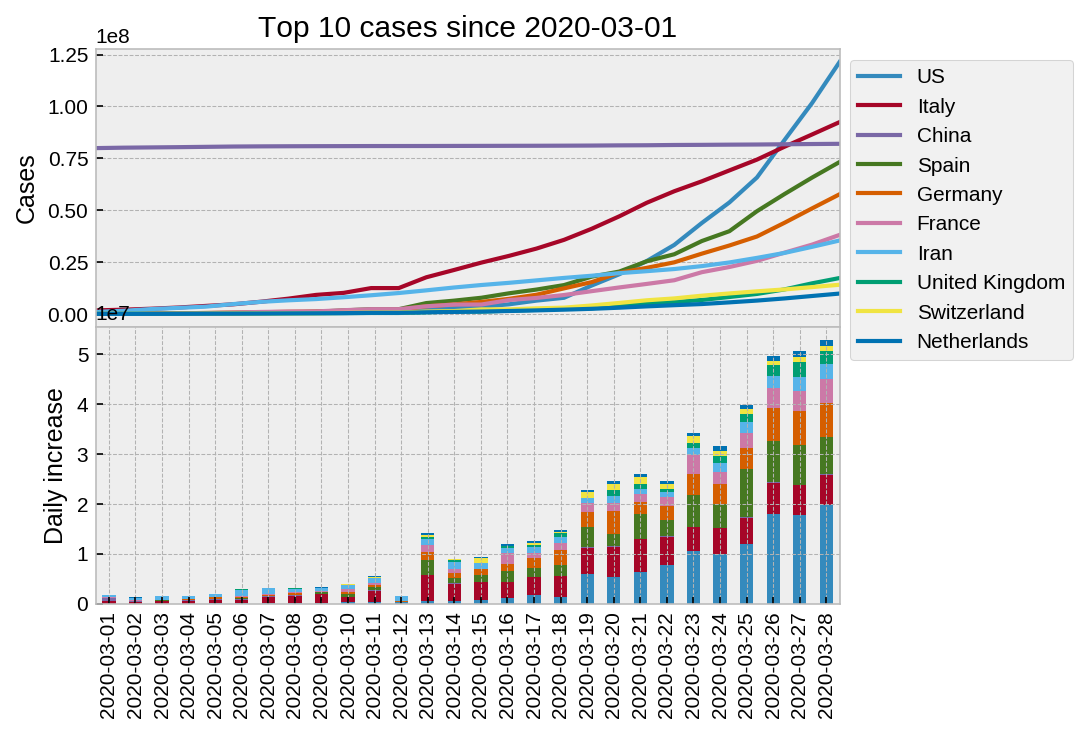 Top 10 cases since 2020-03-01
1e8
1.25
1.00
0.75
0.50
0.25
0.00
Cases
US
Italy
China
Spain
Germany
France
Iran
United Kingdom
Switzerland
Netherlands
1e7
5
4
3
2
1
0
Daily increase
2020-03-01
2020-03-02
2020-03-03
2020-03-04
2020-03-05
2020-03-06
2020-03-07
2020-03-08
2020-03-09
2020-03-10
2020-03-11
2020-03-12
2020-03-13
2020-03-14
2020-03-15
2020-03-16
2020-03-17
2020-03-18
2020-03-19
2020-03-20
2020-03-21
2020-03-22
2020-03-23
2020-03-24
2020-03-25
2020-03-26
2020-03-27
2020-03-28